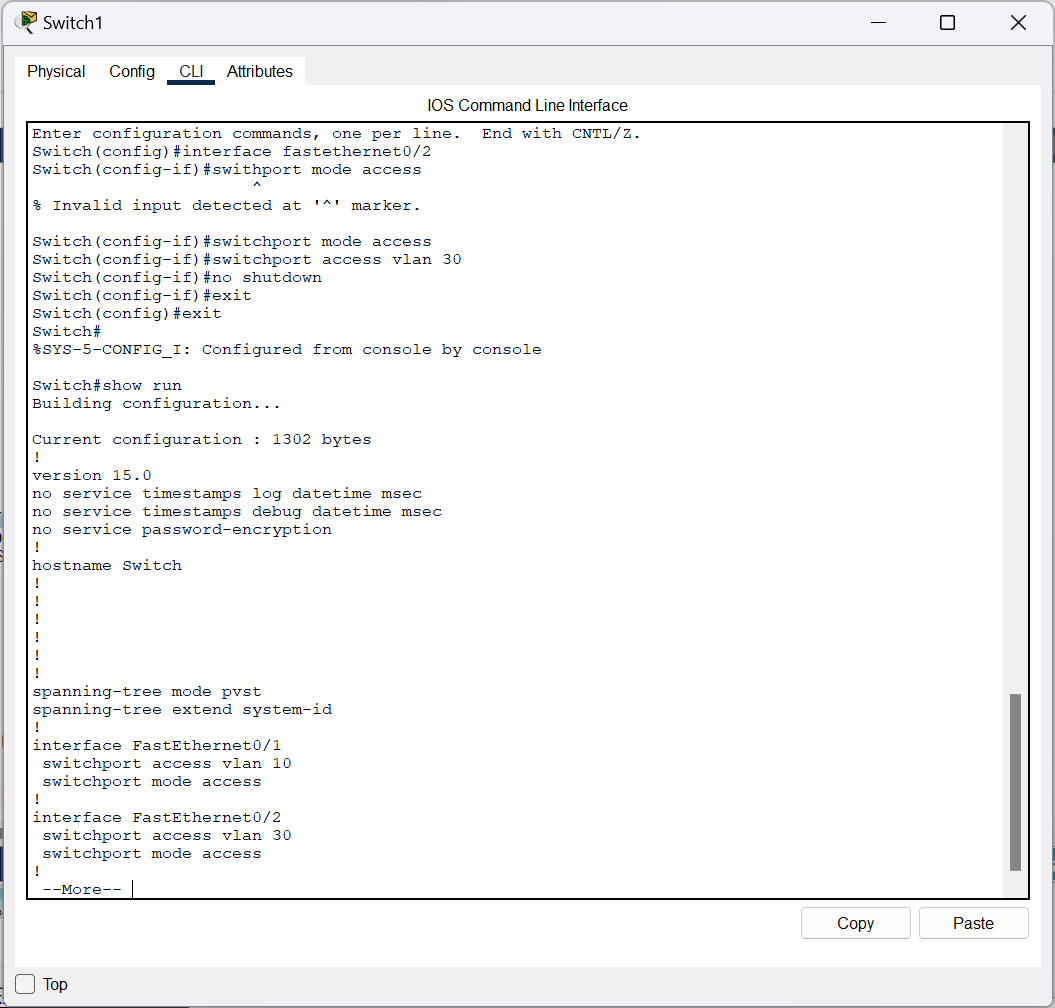 Switch1
Physical Config CLI Attributes
IOS Command Line Interface
Enter configuration commands, one per line.  End with CNTL/Z.
Switch(config)#interface fastethernet0/2
Switch(config-if)#swithport mode access
^
% Invalid input detected at '^' marker.
Switch(config-if)#switchport mode access
Switch(config-if)#switchport access vlan 30
Switch(config-if)#no shutdown
Switch(config-if)#exit
Switch(config)#exit
Switch#
%SYS-5-CONFIG_I: Configured from console by console
Switch#show run
Building configuration...
Current configuration : 1302 bytes
!
version 15.0
no service timestamps log datetime msec
no service timestamps debug datetime msec
no service password-encryption
!
hostname Switch
!
!
!
!
!
!
spanning-tree mode pvst
spanning-tree extend system-id
!
interface FastEthernet0/1
 switchport access vlan 10
 switchport mode access
!
interface FastEthernet0/2
 switchport access vlan 30
 switchport mode access
!
 --More--
Copy Paste
Top